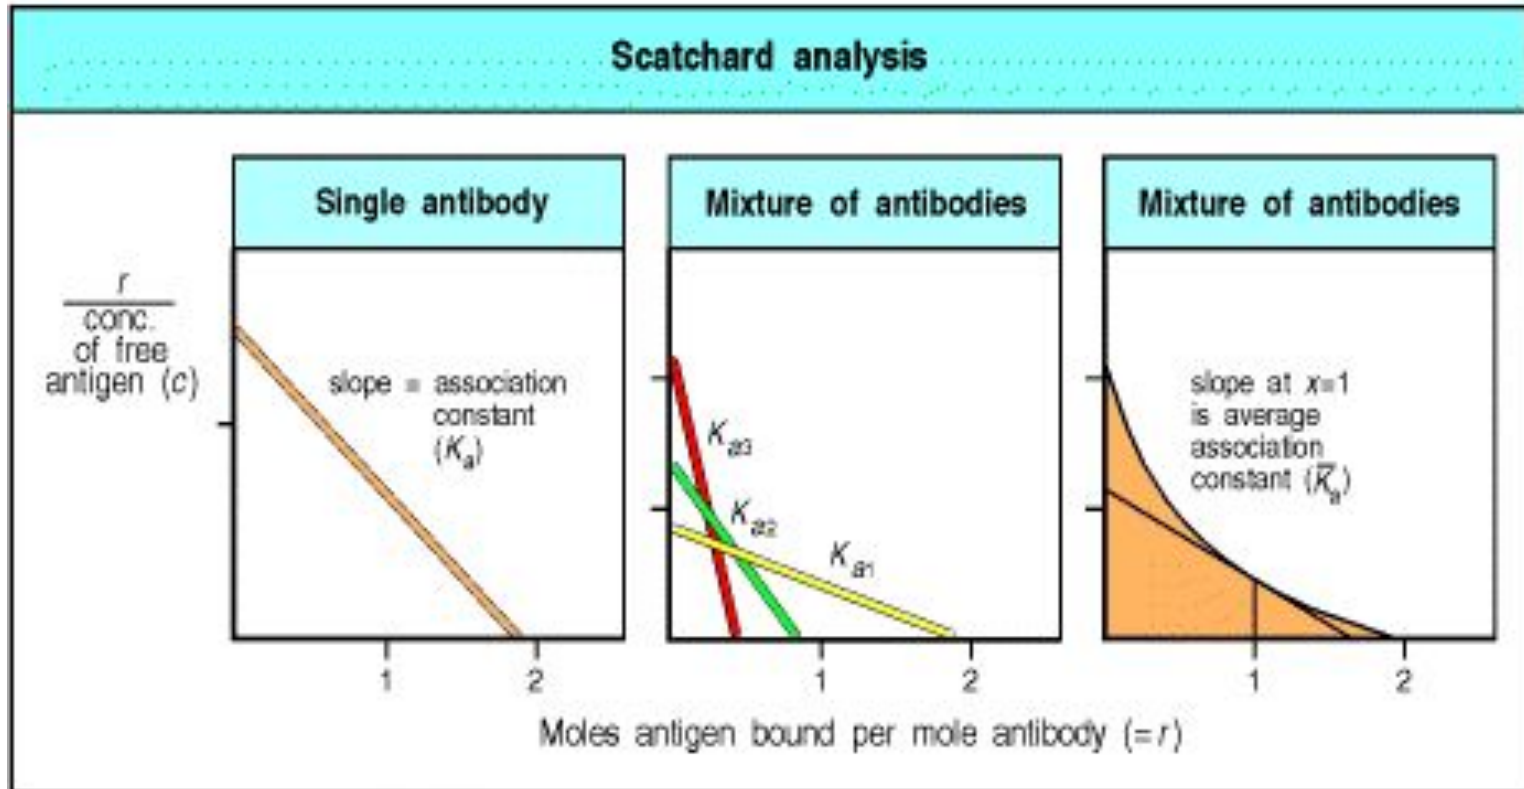 Scatchard analysis
Single antibody
Mixture of antibodies
Mixture of antibodies
r
conc.
of free
antigen (c)
slope = association
constant
(Ka)
Ka3
Ka2
Ka1
slope at x=1
is average
association
constant (K̅a)
1
2
1
2
1
2
Moles antigen bound per mole antibody (=r)